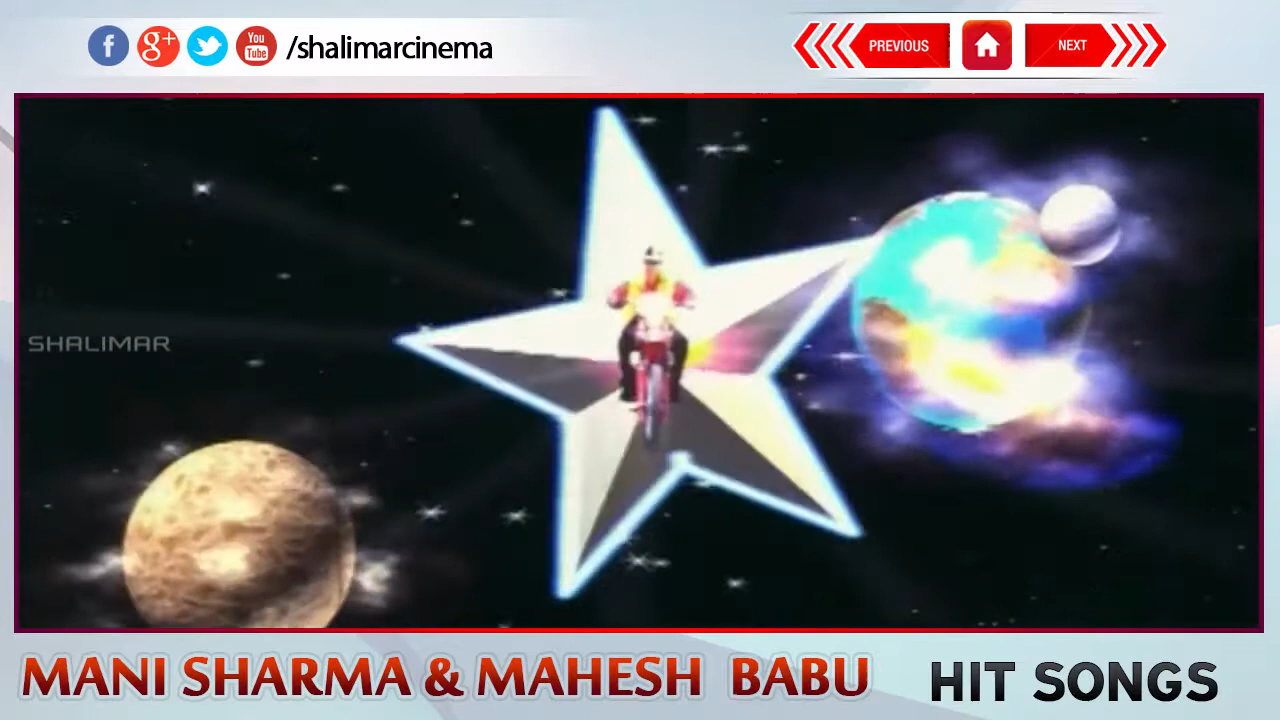 f g+ You Tube /shalimarcinema
PREVIOUS NEXT
SHALIMAR
MANI SHARMA & MAHESH BABU HIT SONGS